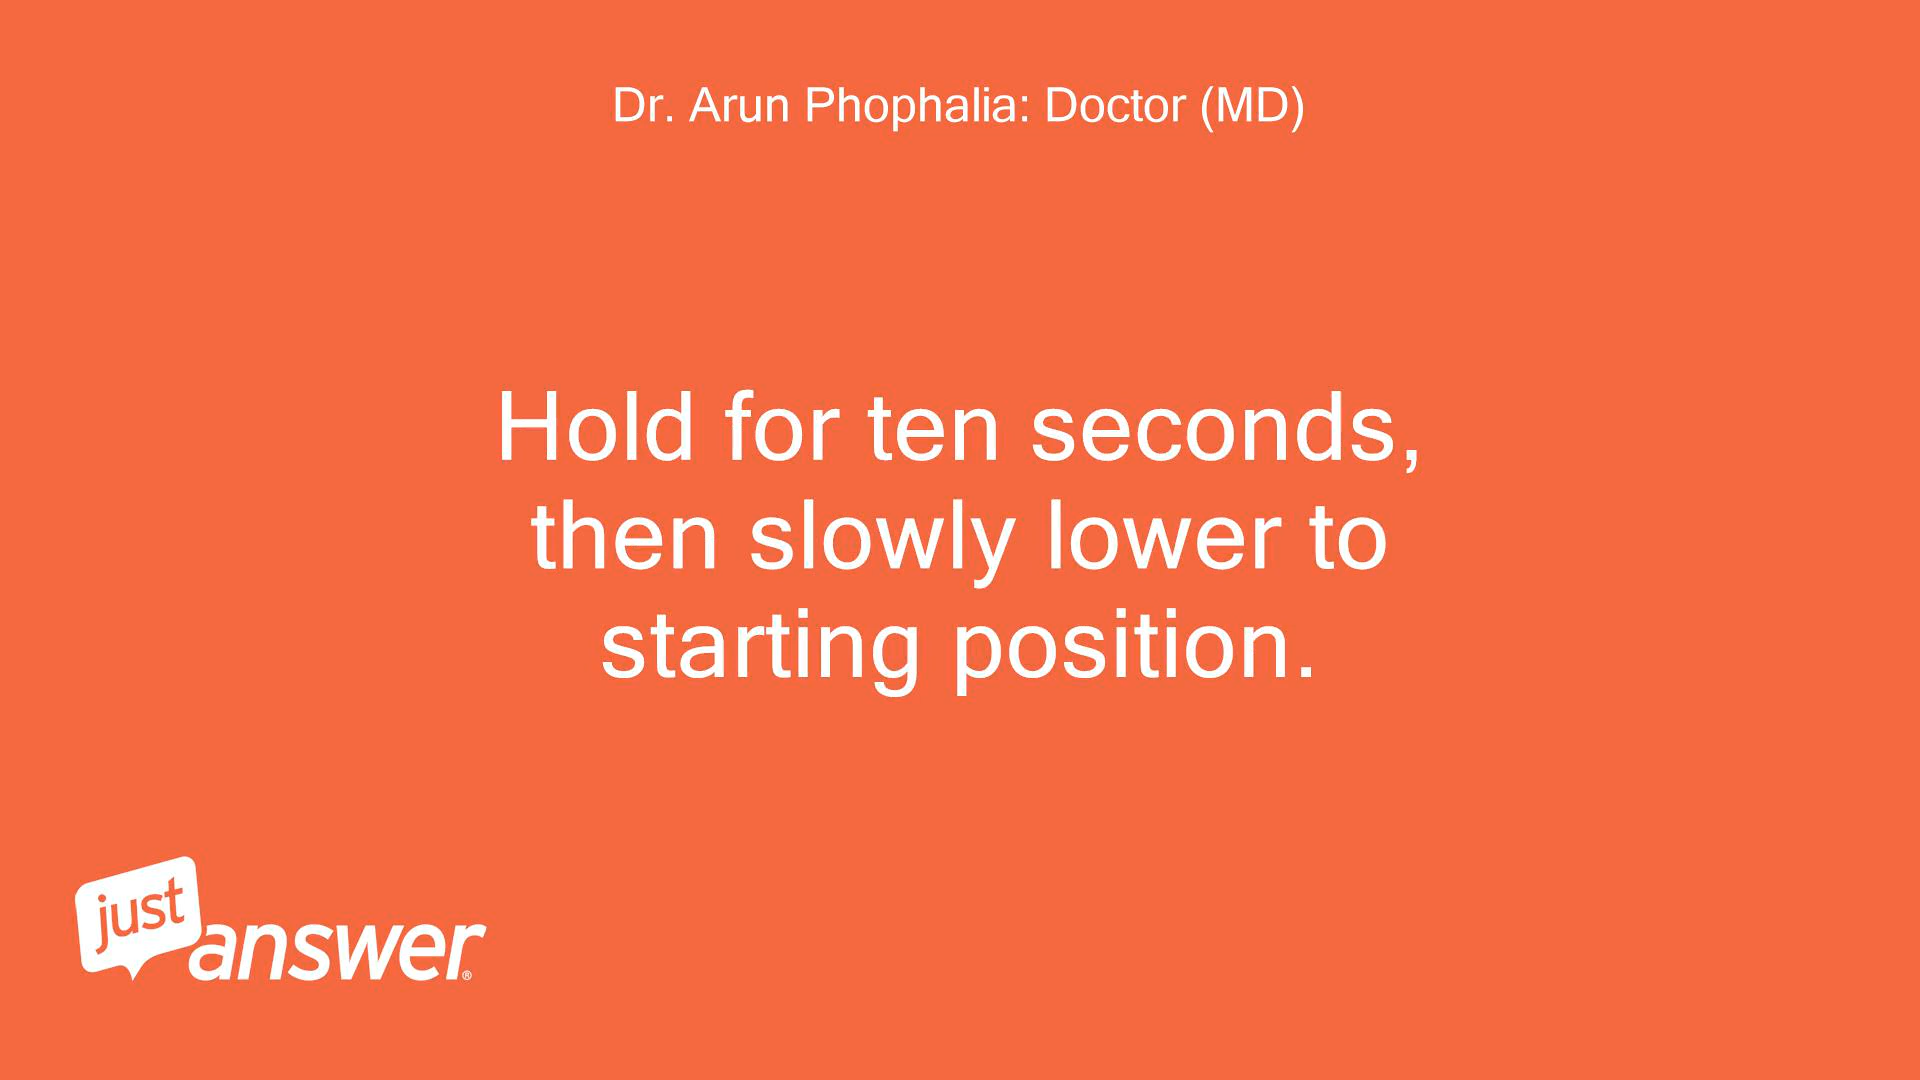 Dr. Arun Phophalia: Doctor (MD)
Hold for ten seconds,
then slowly lower to
starting position.
just
answer®